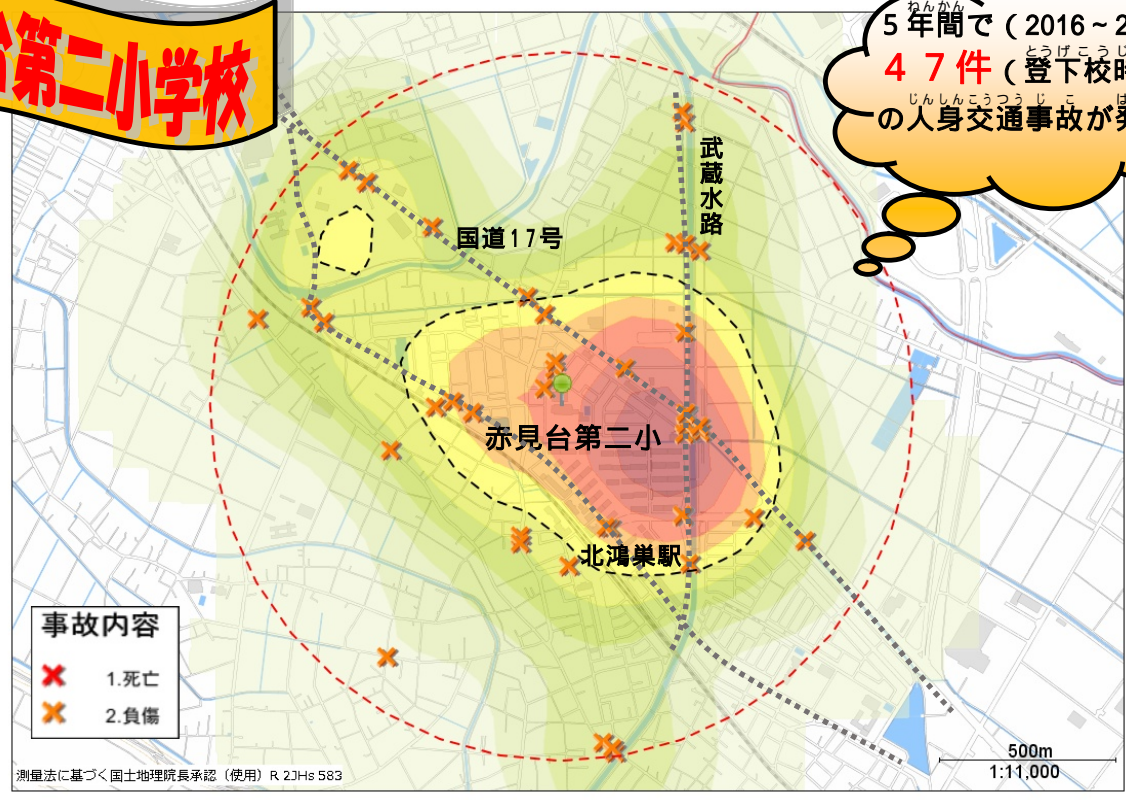 台第二小学校
ねんかん
5年間で(2016~2
とうげこうじ
47件(登下校時
じんしんこうつうじこ
の人身交通事故が発
武蔵水路
国道17号
赤見台第二小
北鴻巣駅
事故内容
1.死亡
2.負傷
500m
1:11,000
測量法に基づく国土地理院長承認(使用)R 2JHs 583